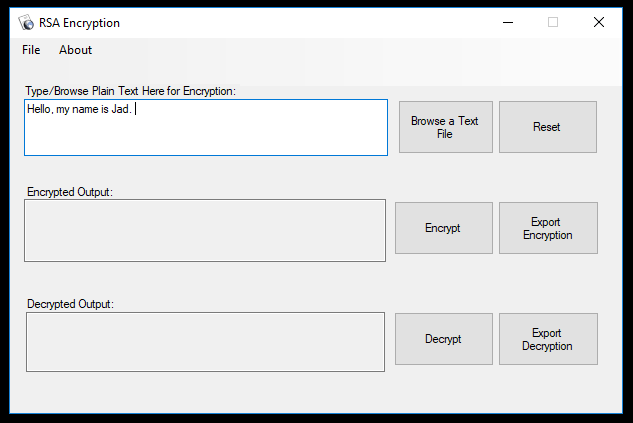 RSA Encryption
File About
Type/Browse Plain Text Here for Encryption:
Hello, my name is Jad.
Browse a Text
File
Reset
Encrypted Output:
Encrypt
Export
Encryption
Decrypted Output:
Decrypt
Export
Decryption